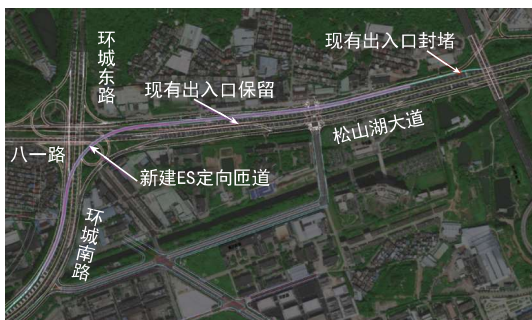 环城东路
现有出入口封堵
现有出入口保留
松山湖大道
八一路
新建ES定向匝道
环城南路